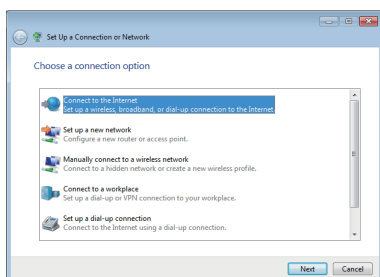 Set Up a Connection or Network
Choose a connection option
Connect to the Internet
Set up a wireless, broadband, or dial-up connection to the Internet
Set up a new network
Configure a new router or access point.
Manually connect to a wireless network
Connect to a hidden network or create a new wireless profile.
Connect to a workplace
Set up a dial-up or VPN connection to your workplace.
Set up a dial-up connection
Connect to the Internet using a dial-up connection.
Next Cancel